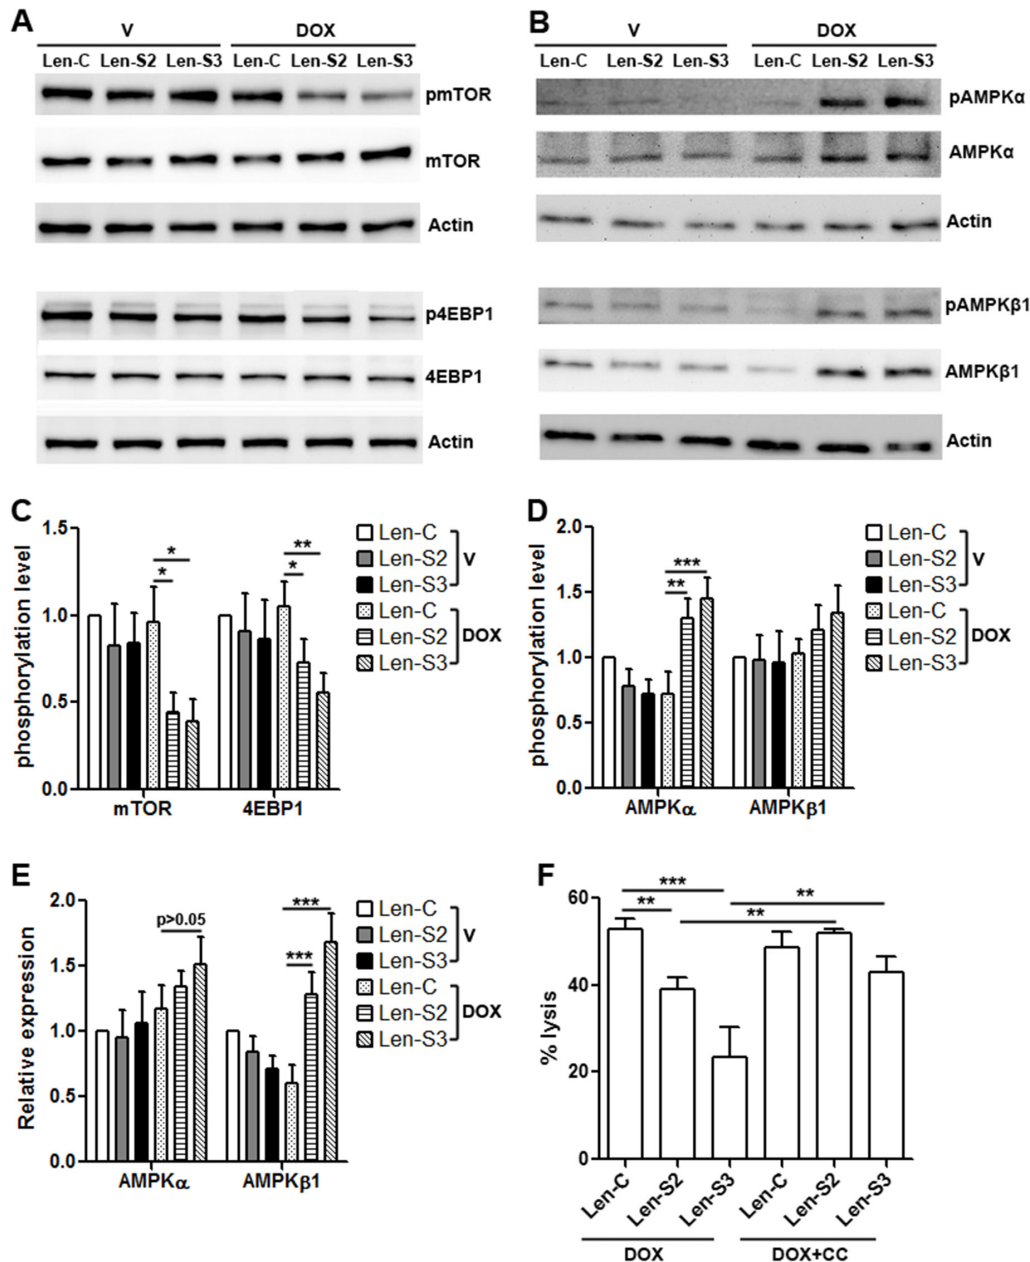 A
V DOX
Len-C Len-S2 Len-S3 Len-C Len-S2 Len-S3
pmTOR
mTOR
Actin
p4EBP1
4EBP1
Actin
B
V DOX
Len-C Len-S2 Len-S3 Len-C Len-S2 Len-S3
pAMPKα
AMPKα
Actin
pAMPKβ1
AMPKβ1
Actin
C
phosphorylation level
1.5
1.0
0.5
0.0
*
*
**
*
mTOR 4EBP1
Len-C
Len-S2
Len-S3
V
Len-C
Len-S2
Len-S3
DOX
D
phosphorylation level
2.0
1.5
1.0
0.5
0.0
***
**
AMPKα AMPKβ1
Len-C
Len-S2
Len-S3
V
Len-C
Len-S2
Len-S3
DOX
E
Relative expression
2.0
1.5
1.0
0.5
0.0
p>0.05
***
***
AMPKα AMPKβ1
Len-C
Len-S2
Len-S3
V
Len-C
Len-S2
Len-S3
DOX
F
% lysis
60
40
20
0
***
**
**
**
Len-C Len-S2 Len-S3 Len-C Len-S2 Len-S3
DOX DOX+CC